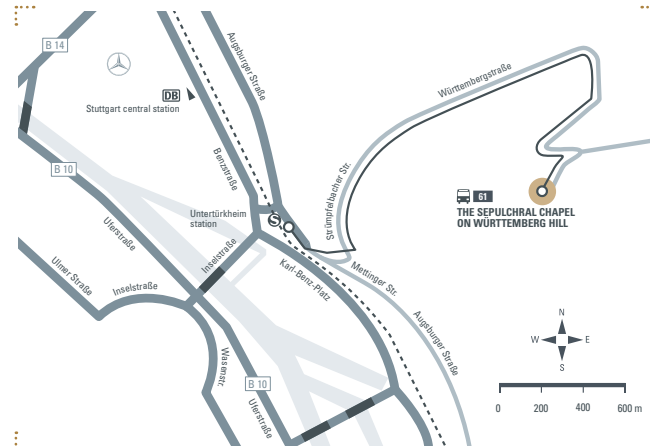 B 14
DB
Stuttgart central station
Augsburger Straße
Württembergstraße
B 10
Benzstraße
Strümpfelbacher Str.
61
THE SEPULCHRAL CHAPEL
ON WÜRTTEMBERG HILL
Untertürkheim
station
S
Uferstraße
Inselstraße
Ulmer Straße
Inselstraße
Karl-Benz-Platz
Mettinger Str.
Augsburger Straße
Wasenstr.
B 10
Uferstraße
N
W E
S
0 200 400 600 m